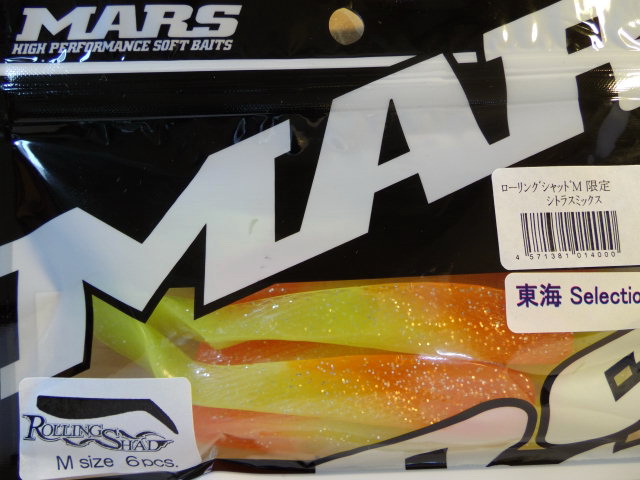 MARS
HIGH PERFORMANCE SOFT BAITS
MAR
ローリングシャッドM 限定
シトラスミックス
4 571381 014000
東海 Selectio
ROLLING SHAD
M size 6 pcs.